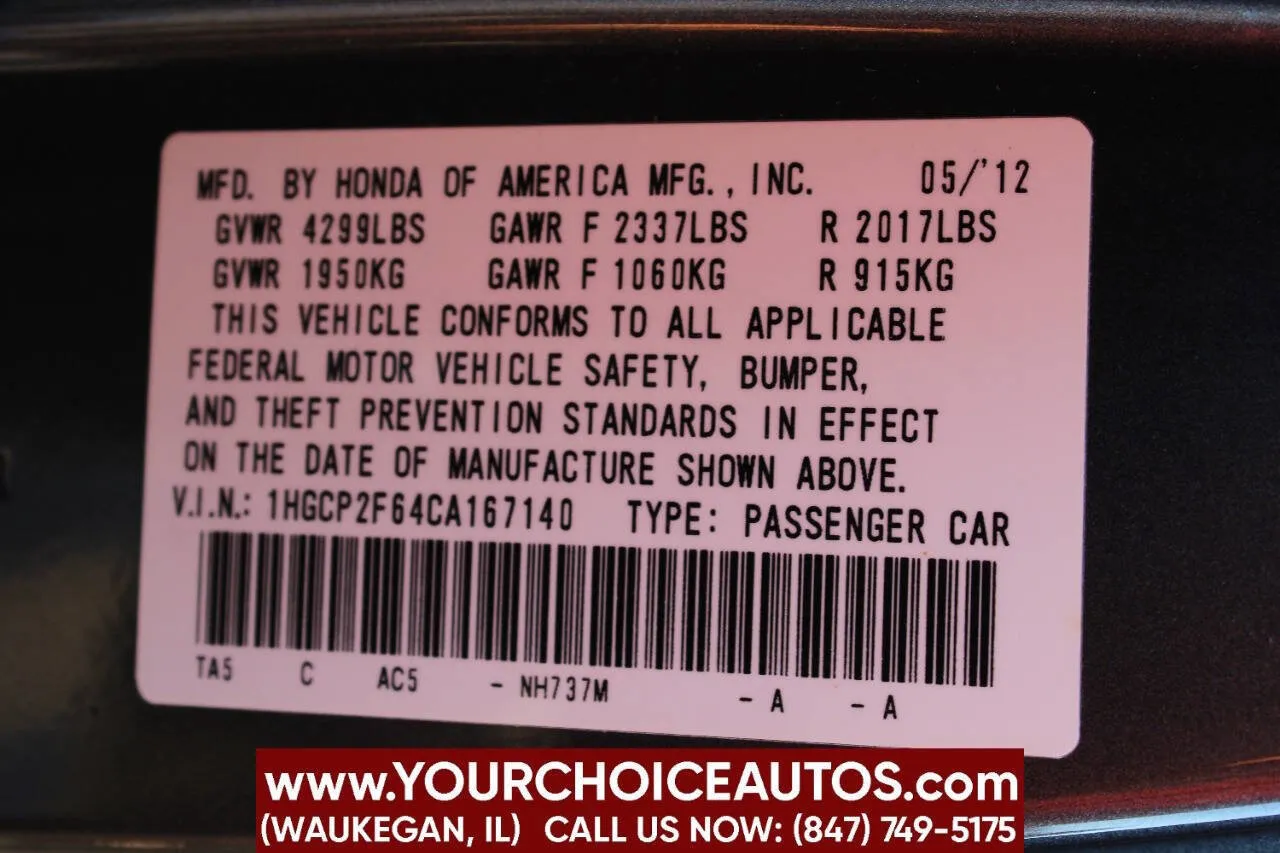 MFD. BY HONDA OF AMERICA MFG., INC. 05/'12
GVWR 4299LBS GAWR F 2337LBS R 2017LBS
GVWR 1950KG GAWR F 1060KG R 915KG
THIS VEHICLE CONFORMS TO ALL APPLICABLE
FEDERAL MOTOR VEHICLE SAFETY, BUMPER,
AND THEFT PREVENTION STANDARDS IN EFFECT
ON THE DATE OF MANUFACTURE SHOWN ABOVE.
V.I.N.: 1HGCP2F64CA167140 TYPE: PASSENGER CAR
TA5 C AC5 - NH737M - A - A
www.YOURCHOICEAUTOS.com
(WAUKEGAN, IL) CALL US NOW: (847) 749-5175